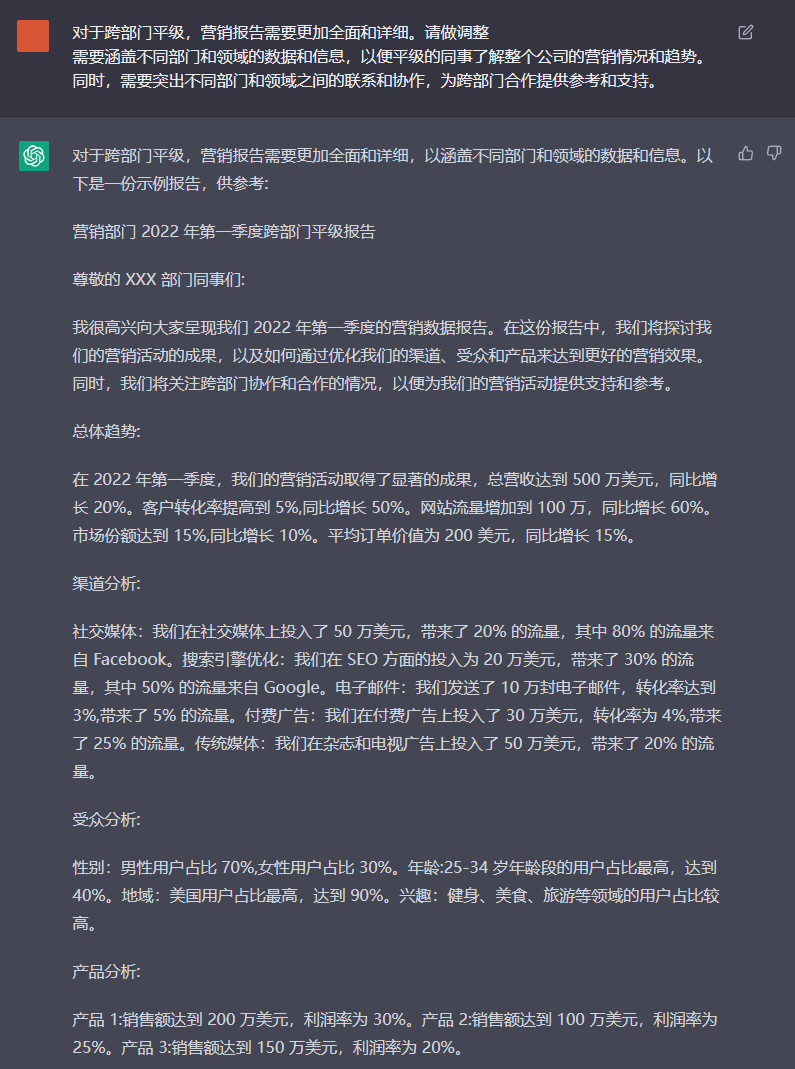 对于跨部门平级，营销报告需要更加全面和详细。请做调整
需要涵盖不同部门和领域的数据和信息，以便平级的同事了解整个公司的营销情况和趋势。
同时，需要突出不同部门和领域之间的联系和协作，为跨部门合作提供参考和支持。
对于跨部门平级，营销报告需要更加全面和详细，以涵盖不同部门和领域的数据和信息。以
下是一份示例报告，供参考:
营销部门 2022 年第一季度跨部门平级报告
尊敬的 XXX 部门同事们:
我很高兴向大家呈现我们 2022 年第一季度的营销数据报告。在这份报告中，我们将探讨我
们的营销活动的成果，以及如何通过优化我们的渠道、受众和产品来达到更好的营销效果。
同时，我们将关注跨部门协作和合作的情况，以便为我们的营销活动提供支持和参考。
总体趋势:
在 2022 年第一季度，我们的营销活动取得了显著的成果，总营收达到 500 万美元，同比增
长 20%。客户转化率提高到 5%,同比增长 50%。网站流量增加到 100 万，同比增长 60%。
市场份额达到 15%,同比增长 10%。平均订单价值为 200 美元，同比增长 15%。
渠道分析:
社交媒体：我们在社交媒体上投入了 50 万美元，带来了 20% 的流量，其中 80% 的流量来
自 Facebook。搜索引擎优化：我们在 SEO 方面的投入为 20 万美元，带来了 30% 的流
量，其中 50% 的流量来自 Google。电子邮件：我们发送了 10 万封电子邮件，转化率达到
3%,带来了 5% 的流量。付费广告：我们在付费广告上投入了 30 万美元，转化率为 4%,带来
了 25% 的流量。传统媒体：我们在杂志和电视广告上投入了 50 万美元，带来了 20% 的流
量。
受众分析:
性别：男性用户占比 70%,女性用户占比 30%。年龄:25-34 岁年龄段的用户占比最高，达到
40%。地域：美国用户占比最高，达到 90%。兴趣：健身、美食、旅游等领域的用户占比较
高。
产品分析:
产品 1:销售额达到 200 万美元，利润率为 30%。产品 2:销售额达到 100 万美元，利润率为
25%。产品 3:销售额达到 150 万美元，利润率为 20%。